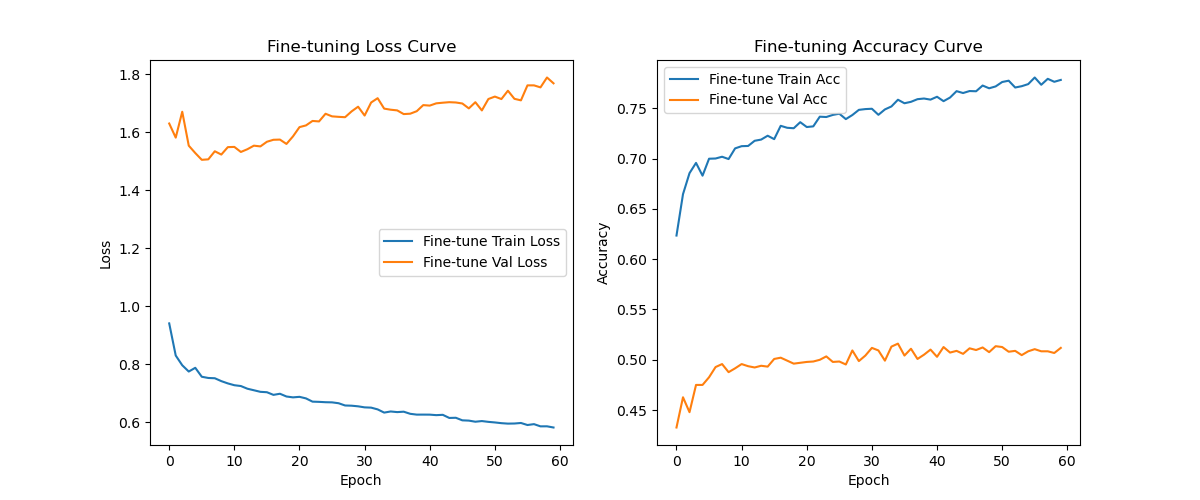 Fine-tuning Loss Curve
1.8
1.6
1.4
1.2
1.0
0.8
0.6
Loss
Fine-tune Train Loss
Fine-tune Val Loss
0 10 20 30 40 50 60
Epoch
Fine-tuning Accuracy Curve
Fine-tune Train Acc
Fine-tune Val Acc
0.75
0.70
0.65
0.60
0.55
0.50
0.45
Accuracy
0 10 20 30 40 50 60
Epoch